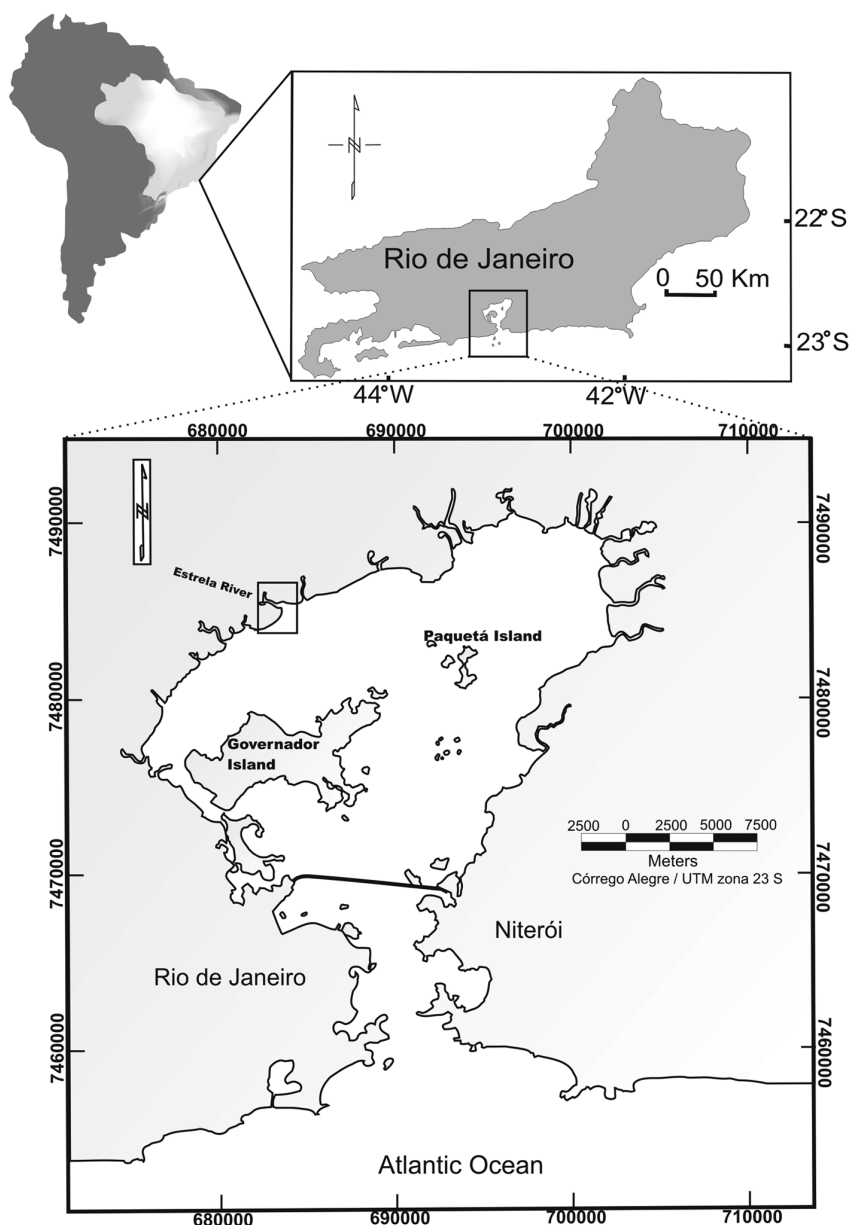 N
22°S
Rio de Janeiro
0 50 Km
23°S
44°W 42°W
680000 690000 700000 710000
N
7490000 7490000
Estrela River
Paquetá Island
7480000 7480000
Governador
Island
2500 0 2500 5000 7500
Meters
7470000 7470000
Córrego Alegre / UTM zona 23 S
Niterói
Rio de Janeiro
7460000 7460000
Atlantic Ocean
680000 690000 700000 710000